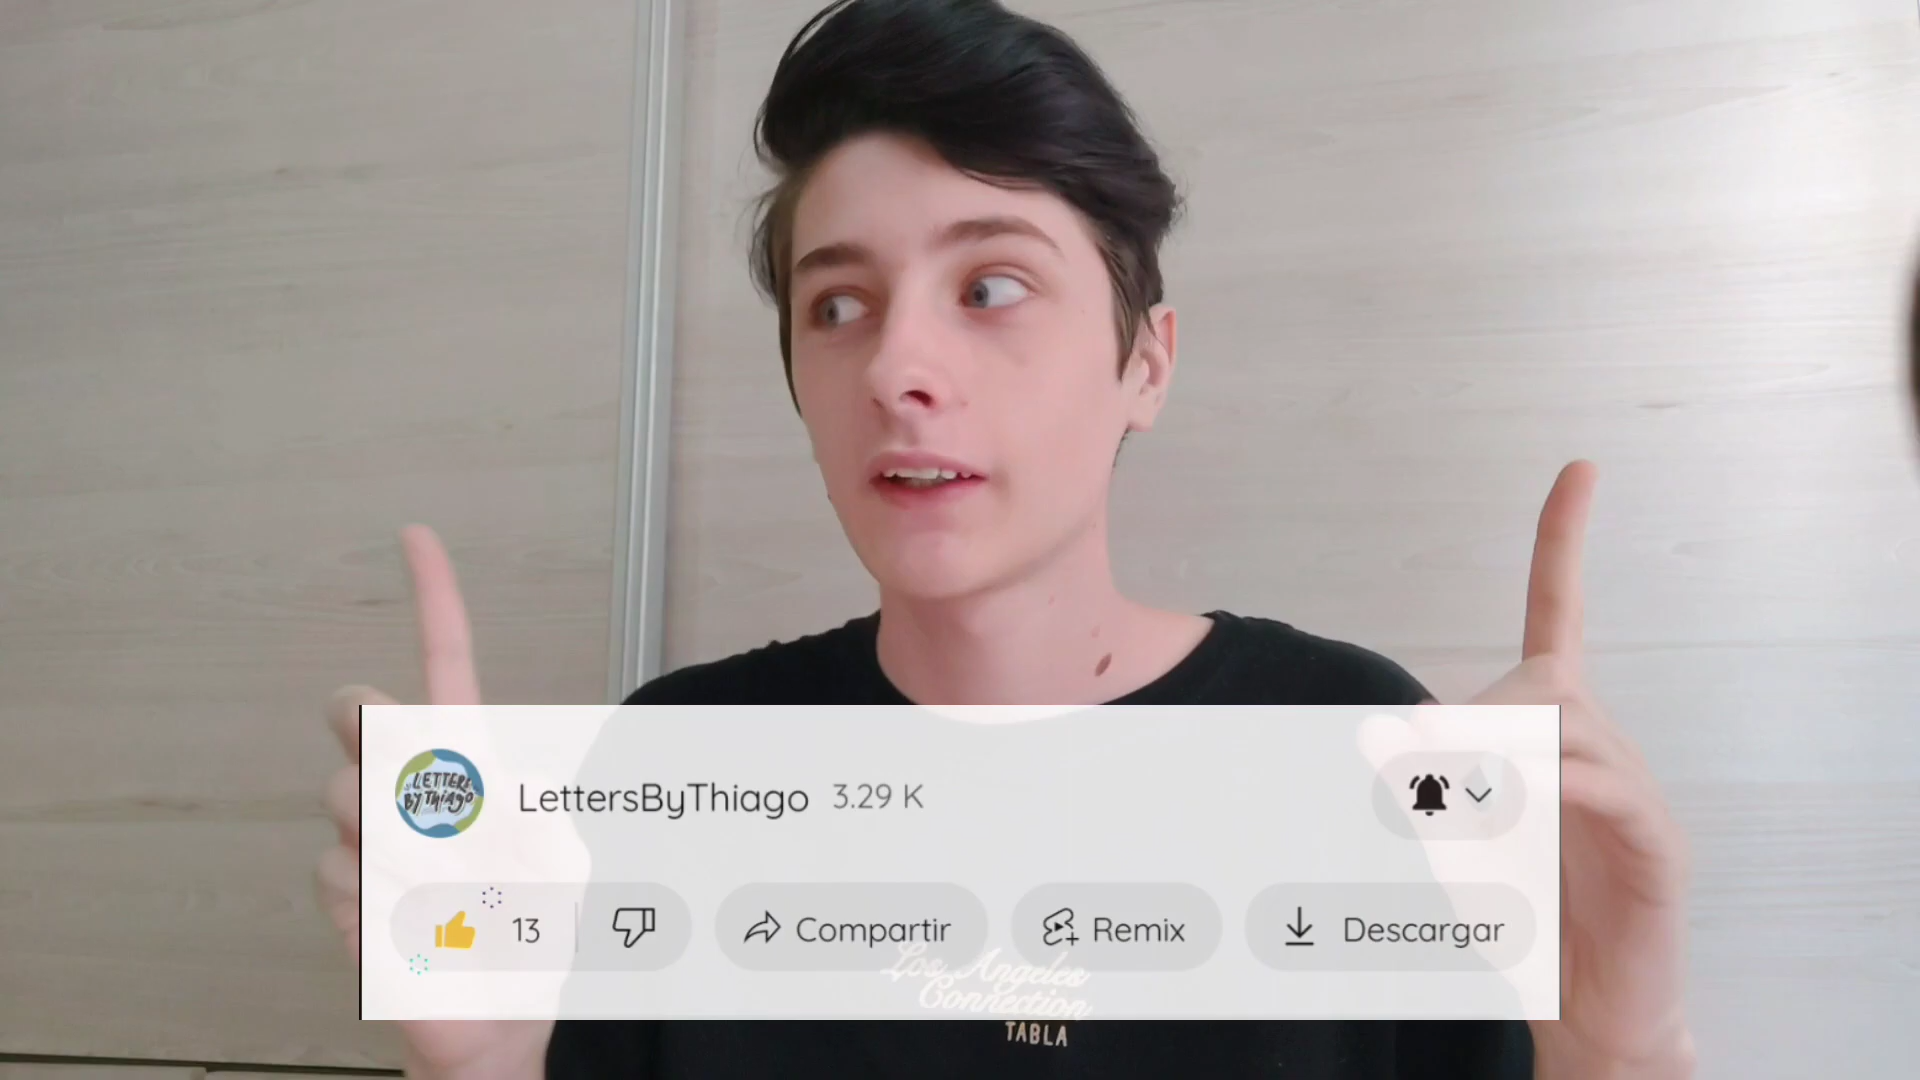 LETTERS
BY THIAGO
LettersByThiago 3.29 K
13 Compartir Remix Descargar
Los Angeles
Connection
TABLA